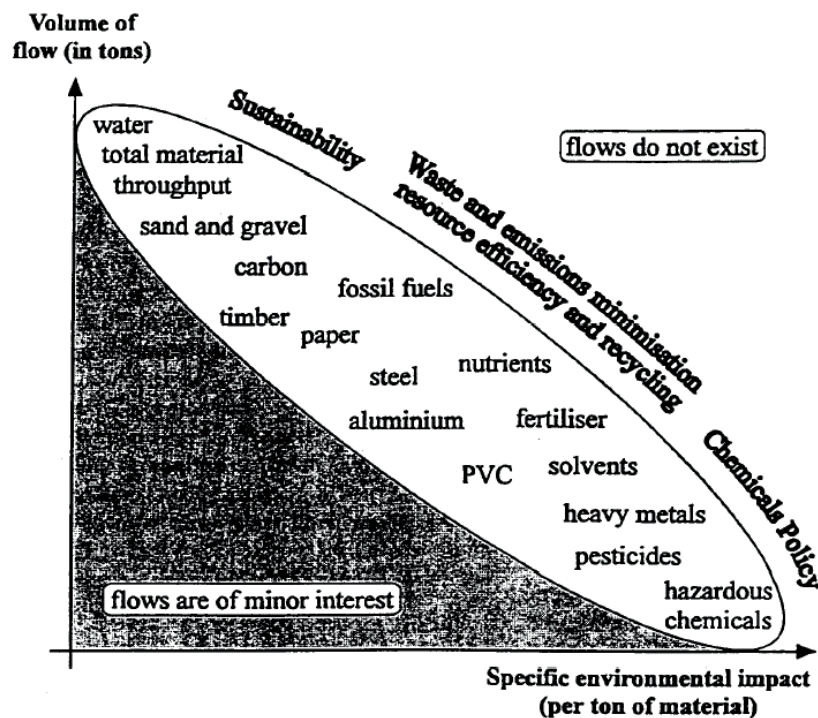 Volume of
flow (in tons)
Sustainability
Waste and emissions minimisation
resource efficiency and recycling
Chemicals Policy
flows do not exist
water
total material
throughput
sand and gravel
carbon
fossil fuels
timber
paper
steel
nutrients
aluminium
fertiliser
PVC
solvents
heavy metals
pesticides
hazardous
chemicals
flows are of minor interest
Specific environmental impact
(per ton of material)